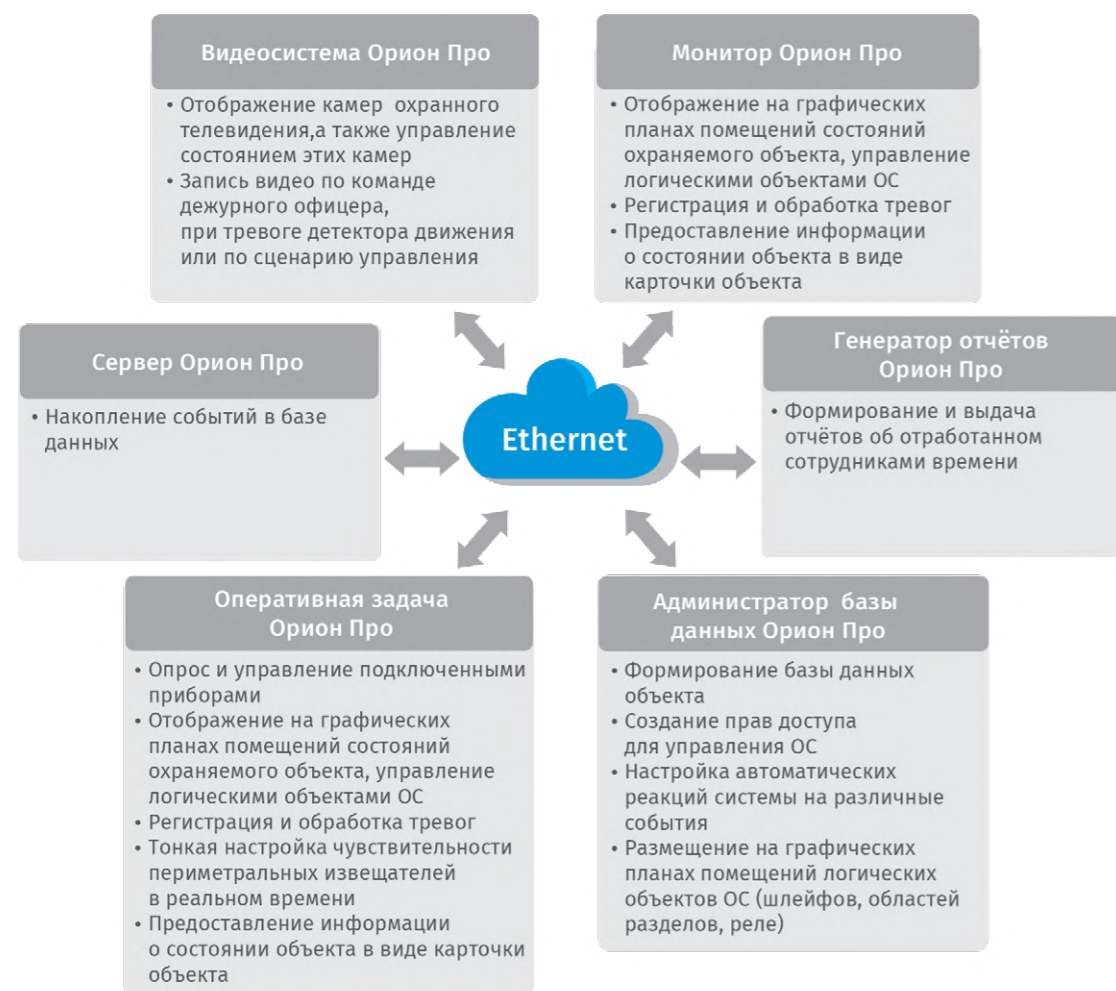 Видеосистема Орион Про
• Отображение камер охранного
телевидения,а также управление
состоянием этих камер
• Запись видео по команде
дежурного офицера,
при тревоге детектора движения
или по сценарию управления
Монитор Орион Про
• Отображение на графических
планах помещений состояний
охраняемого объекта, управление
логическими объектами ОС
• Регистрация и обработка тревог
• Предоставление информации
о состоянии объекта в виде
карточки объекта
Сервер Орион Про
• Накопление событий в базе
данных
Ethernet
Генератор отчётов
Орион Про
• Формирование и выдача
отчётов об отработанном
сотрудниками времени
Оперативная задача
Орион Про
• Опрос и управление подключенными
приборами
• Отображение на графических
планах помещений состояний
охраняемого объекта, управление
логическими объектами ОС
• Регистрация и обработка тревог
• Тонкая настройка чувствительности
периметральных извещателей
в реальном времени
• Предоставление информации
о состоянии объекта в виде карточки
объекта
Администратор базы
данных Орион Про
• Формирование базы данных
объекта
• Создание прав доступа
для управления ОС
• Настройка автоматических
реакций системы на различные
события
• Размещение на графических
планах помещений логических
объектов ОС (шлейфов, областей
разделов, реле)